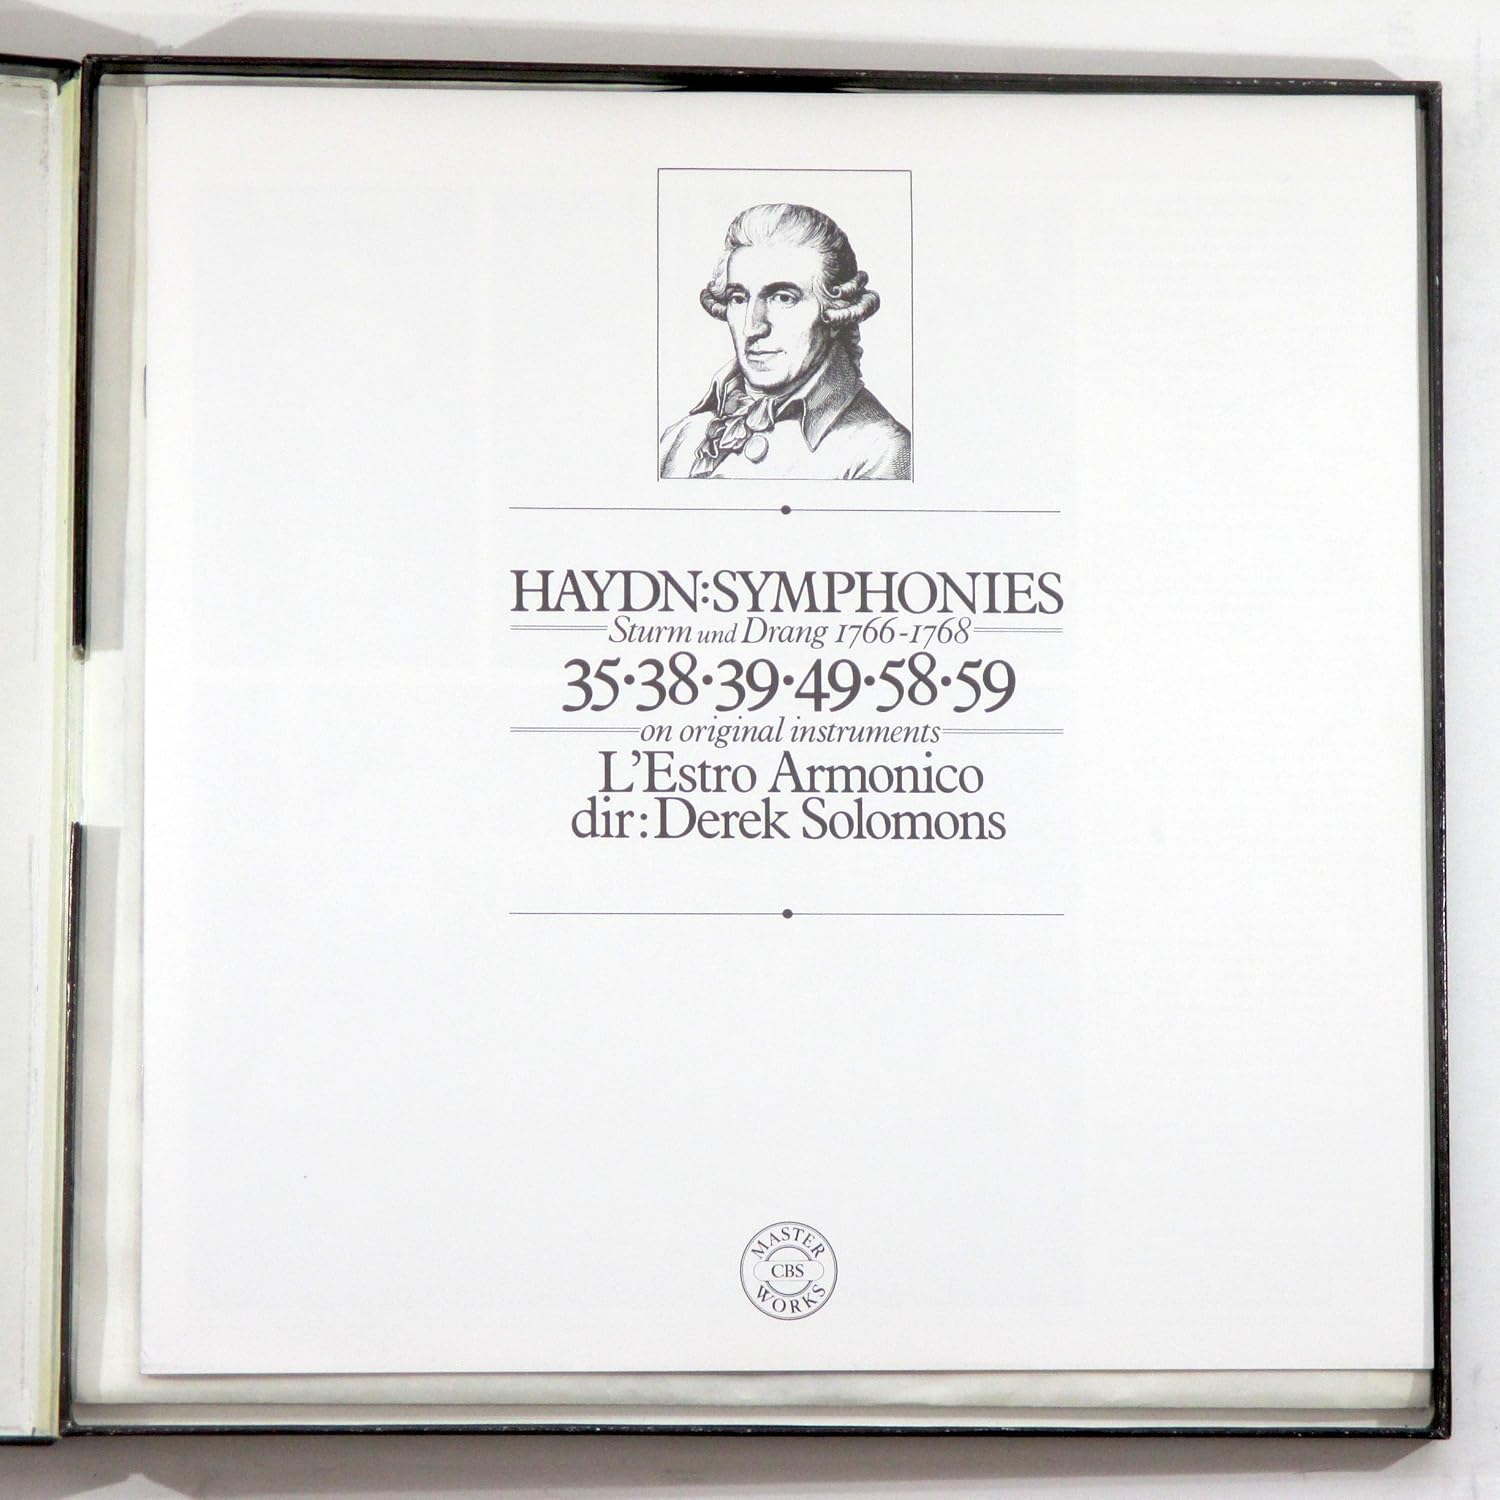 HAYDN:SYMPHONIES
Sturm und Drang 1766-1768
35·38·39·49·58·59
on original instruments
L'Estro Armonico
dir: Derek Solomons
MASTER
CBS
WORKS